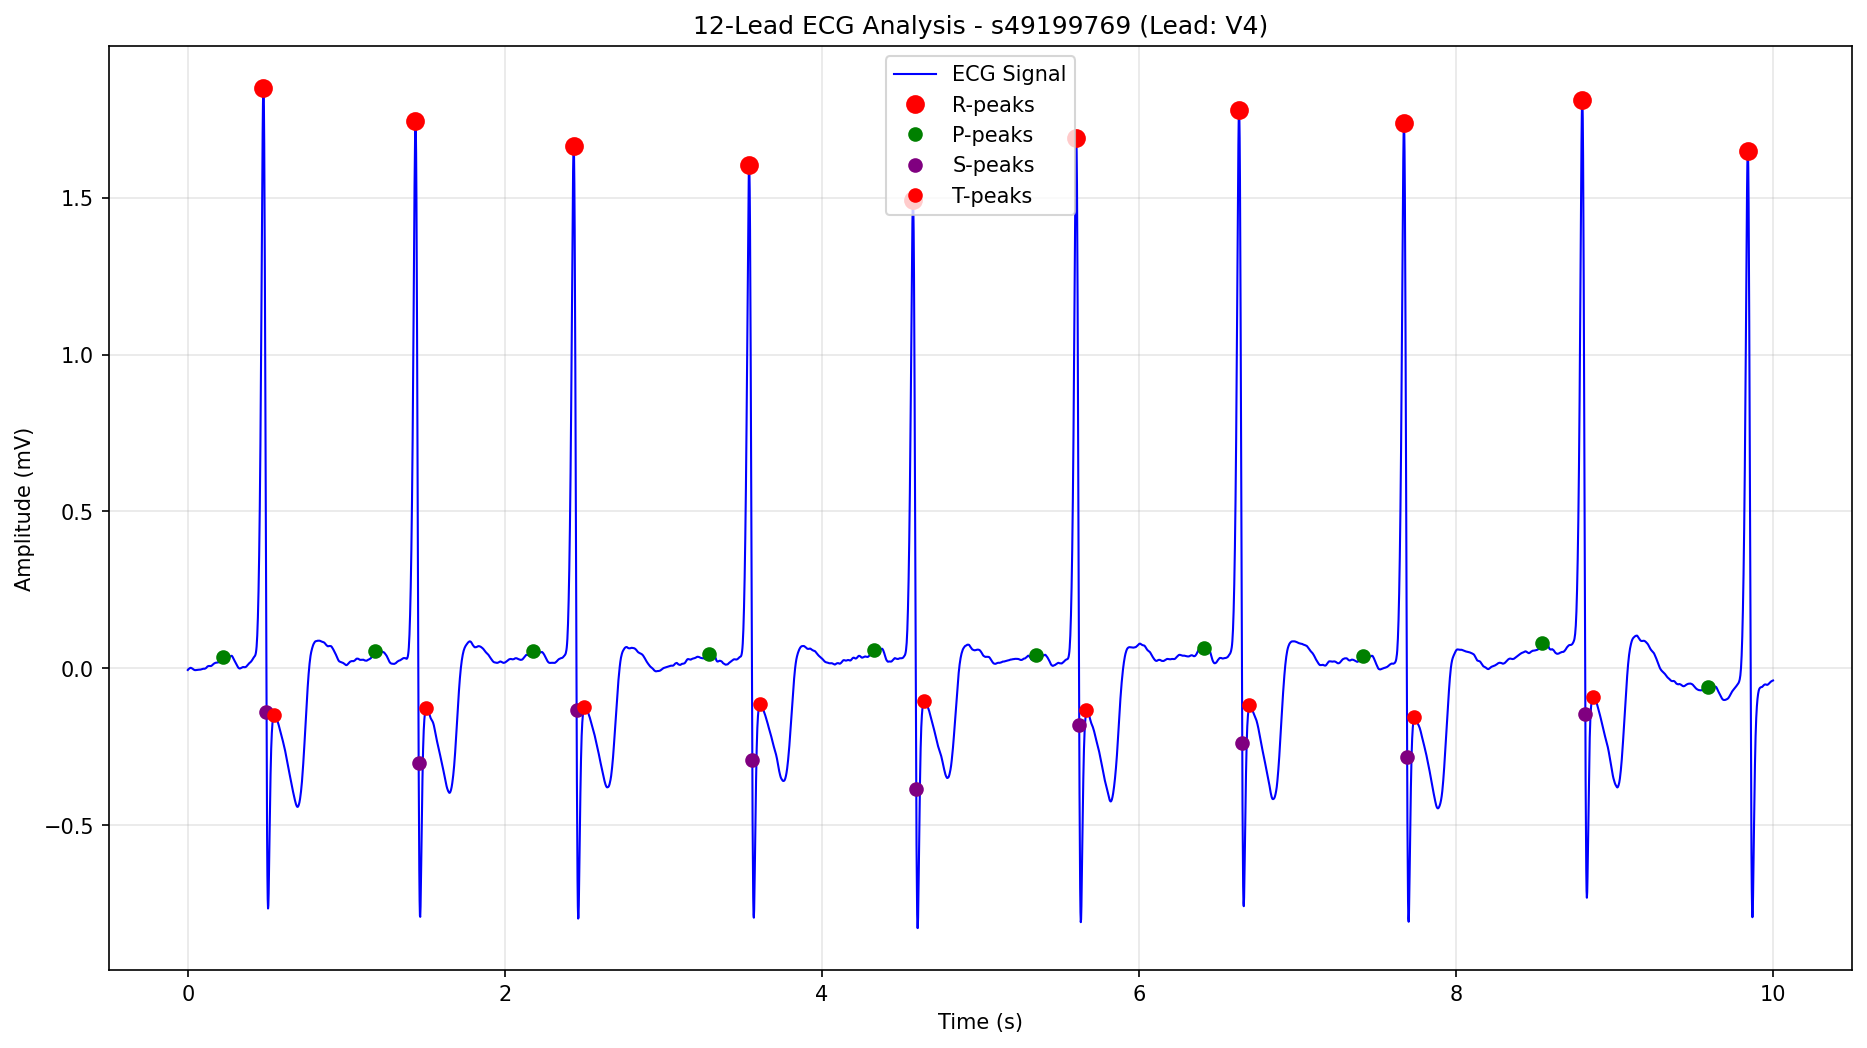 12-Lead ECG Analysis - s49199769 (Lead: V4)
ECG Signal
R-peaks
P-peaks
S-peaks
T-peaks
Amplitude (mV)
1.5
1.0
0.5
0.0
−0.5
0 2 4 6 8 10
Time (s)